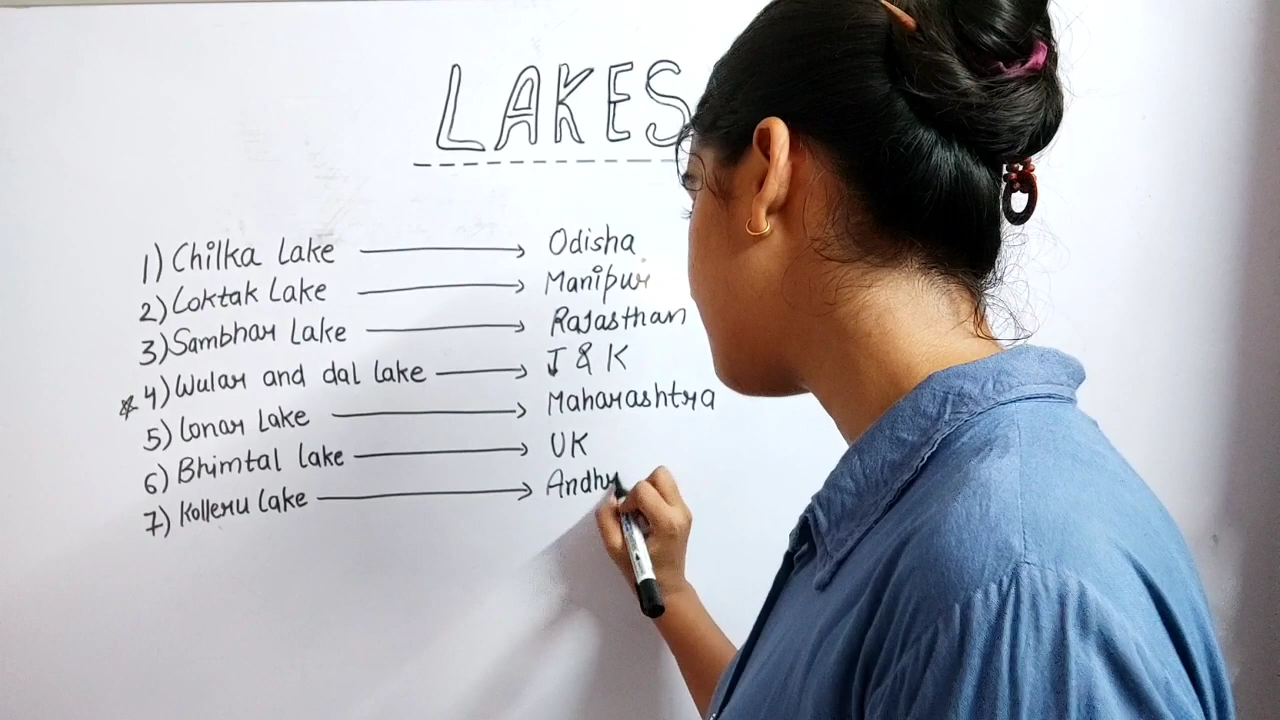 LAKES
1) Chilka Lake → Odisha
2) Loktak Lake → Manipur
3) Sambhar Lake → Rajasthan
* 4) Wular and dal lake → J & K
5) Lonar Lake → Maharashtra
6) Bhimtal lake → UK
7) Kolleru Lake → Andhr